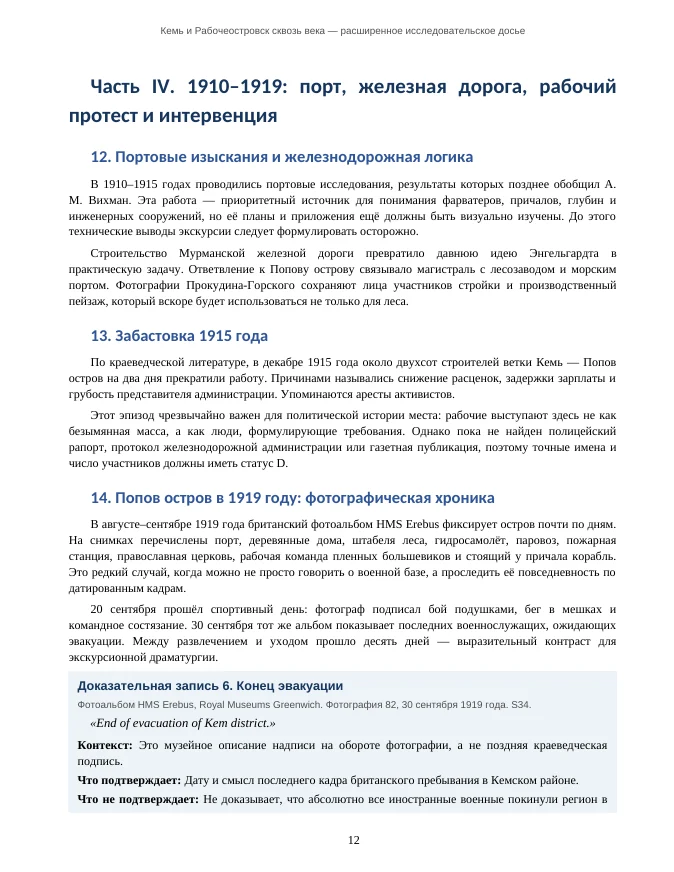 Кемь и Рабочеостровск сквозь века — расширенное исследовательское досье
Часть IV. 1910–1919: порт, железная дорога, рабочий
протест и интервенция
12. Портовые изыскания и железнодорожная логика
В 1910–1915 годах проводились портовые исследования, результаты которых позднее обобщил А.
М. Вихман. Эта работа — приоритетный источник для понимания фарватеров, причалов, глубин и
инженерных сооружений, но её планы и приложения ещё должны быть визуально изучены. До этого
технические выводы экскурсии следует формулировать осторожно.
Строительство Мурманской железной дороги превратило давнюю идею Энгельгардта в
практическую задачу. Ответвление к Попову острову связывало магистраль с лесозаводом и морским
портом. Фотографии Прокудина-Горского сохраняют лица участников стройки и производственный
пейзаж, который вскоре будет использоваться не только для леса.
13. Забастовка 1915 года
По краеведческой литературе, в декабре 1915 года около двухсот строителей ветки Кемь — Попов
остров на два дня прекратили работу. Причинами назывались снижение расценок, задержки зарплаты и
грубость представителя администрации. Упоминаются аресты активистов.
Этот эпизод чрезвычайно важен для политической истории места: рабочие выступают здесь не как
безымянная масса, а как люди, формулирующие требования. Однако пока не найден полицейский
рапорт, протокол железнодорожной администрации или газетная публикация, поэтому точные имена и
число участников должны иметь статус D.
14. Попов остров в 1919 году: фотографическая хроника
В августе–сентябре 1919 года британский фотоальбом HMS Erebus фиксирует остров почти по дням.
На снимках перечислены порт, деревянные дома, штабеля леса, гидросамолёт, паровоз, пожарная
станция, православная церковь, рабочая команда пленных большевиков и стоящий у причала корабль.
Это редкий случай, когда можно не просто говорить о военной базе, а проследить её повседневность по
датированным кадрам.
20 сентября прошёл спортивный день: фотограф подписал бой подушками, бег в мешках и
командное состязание. 30 сентября тот же альбом показывает последних военнослужащих, ожидающих
эвакуации. Между развлечением и уходом прошло десять дней — выразительный контраст для
экскурсионной драматургии.
Доказательная запись 6. Конец эвакуации
Фотоальбом HMS Erebus, Royal Museums Greenwich. Фотография 82, 30 сентября 1919 года. S34.
«End of evacuation of Kem district.»
Контекст: Это музейное описание надписи на обороте фотографии, а не поздняя краеведческая
подпись.
Что подтверждает: Дату и смысл последнего кадра британского пребывания в Кемском районе.
Что не подтверждает: Не доказывает, что абсолютно все иностранные военные покинули регион в
12